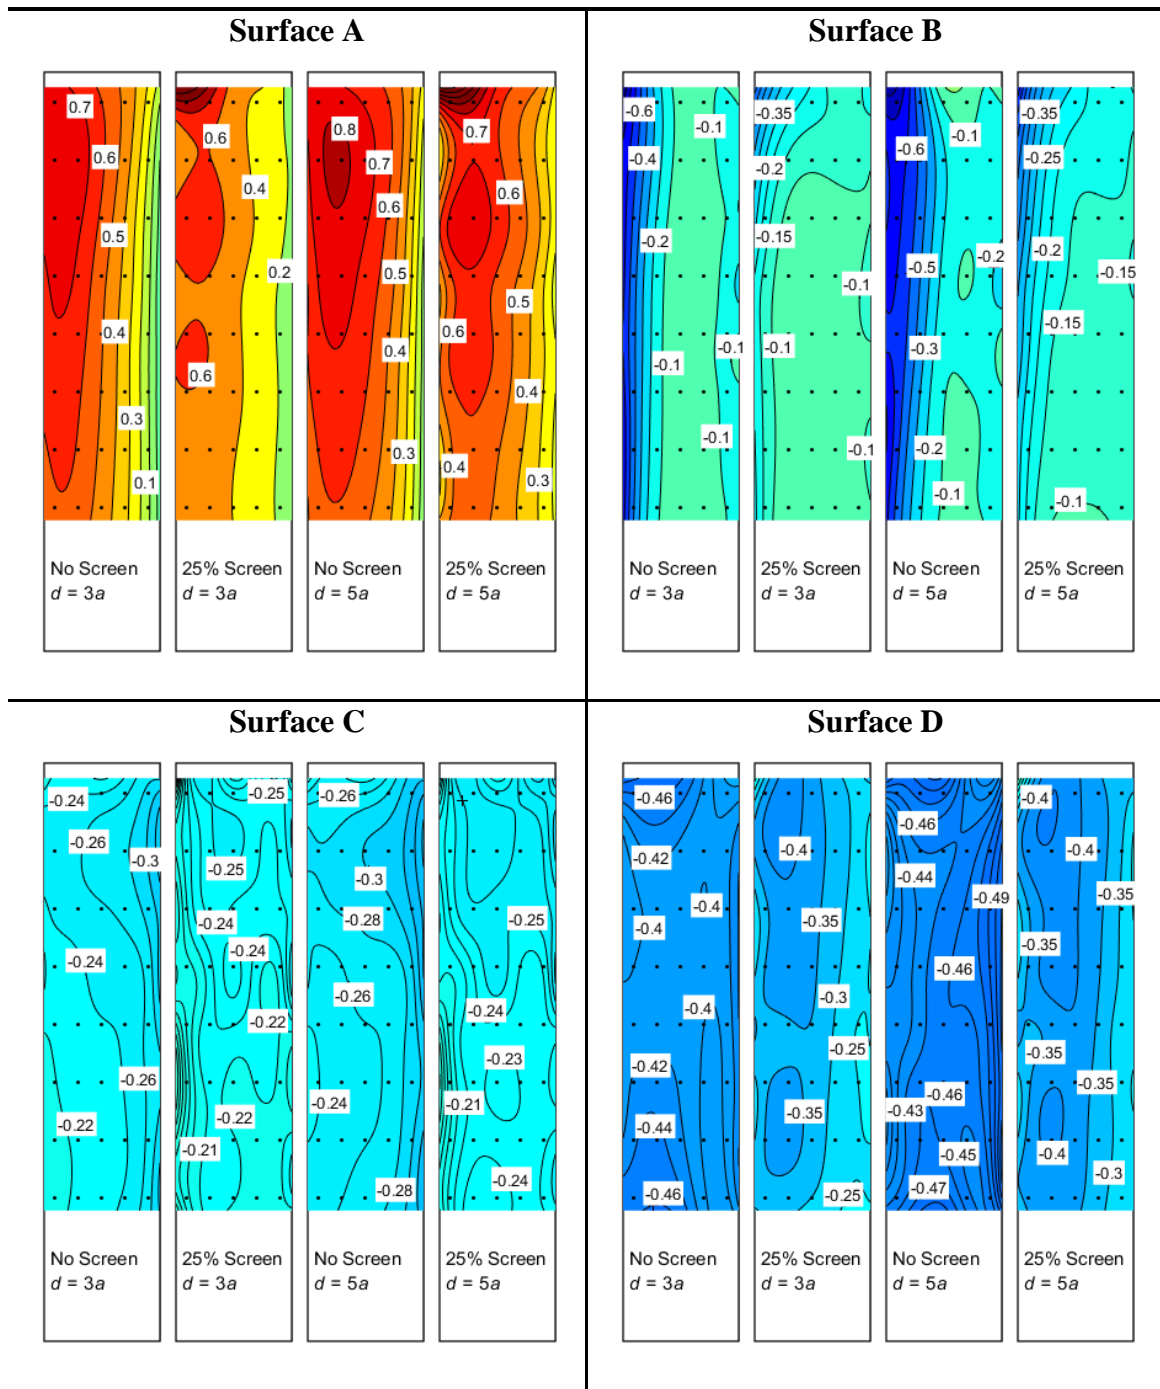 Surface A
0.7
0.6
0.5
0.4
0.3
0.1
No Screen
d = 3a
0.6
0.4
0.2
0.6
25% Screen
d = 3a
0.8
0.7
0.6
0.5
0.4
0.3
No Screen
d = 5a
0.7
0.6
0.5
0.6
0.4
0.4
0.3
25% Screen
d = 5a
Surface B
-0.6
-0.1
-0.4
-0.2
-0.1
-0.1
-0.1
No Screen
d = 3a
-0.35
-0.2
-0.15
-0.1
-0.1
-0.1
25% Screen
d = 3a
-0.1
-0.6
-0.2
-0.5
-0.3
-0.2
-0.1
No Screen
d = 5a
-0.35
-0.25
-0.2
-0.15
-0.15
-0.1
25% Screen
d = 5a
Surface C
-0.24
-0.26
-0.3
-0.24
-0.26
-0.22
No Screen
d = 3a
-0.25
-0.25
-0.24
-0.24
-0.22
-0.22
-0.21
25% Screen
d = 3a
-0.26
-0.3
-0.28
-0.26
-0.24
-0.28
No Screen
d = 5a
-0.25
-0.24
-0.23
-0.21
-0.24
25% Screen
d = 5a
Surface D
-0.46
-0.42
-0.4
-0.4
-0.4
-0.42
-0.44
-0.46
No Screen
d = 3a
-0.4
-0.35
-0.3
-0.25
-0.35
-0.25
25% Screen
d = 3a
-0.46
-0.44
-0.49
-0.46
-0.46
-0.43
-0.45
-0.47
No Screen
d = 5a
-0.4
-0.4
-0.35
-0.35
-0.35
-0.35
-0.4
-0.3
25% Screen
d = 5a